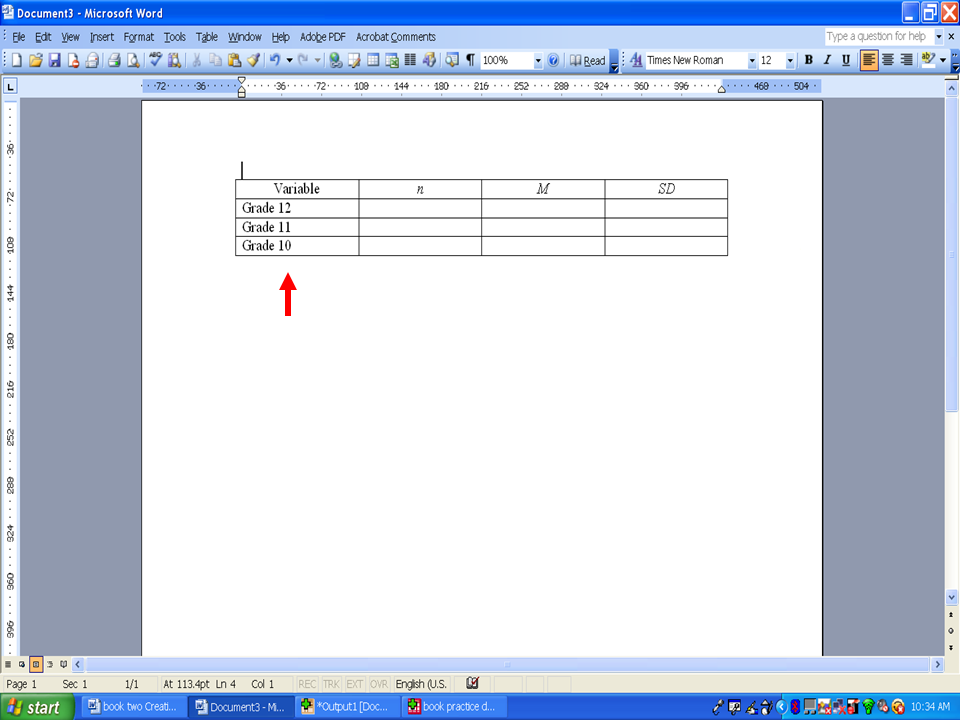 Document3 - Microsoft Word
File Edit View Insert Format Tools Table Window Help Adobe PDF Acrobat Comments
Type a question for help
100% Read Times New Roman 12 B I U
72 36 36 72 108 144 180 216 252 288 324 360 396 468 504
Variable n M SD
Grade 12
Grade 11
Grade 10
36
72
108
144
180
216
252
288
324
360
396
Page 1 Sec 1 1/1 At 113.4pt Ln 4 Col 1 REC TRK EXT OVR English (U.S.
start book two Creati... Document3 - Mi... *Output1 [Doc... book practice d... 10:34 AM